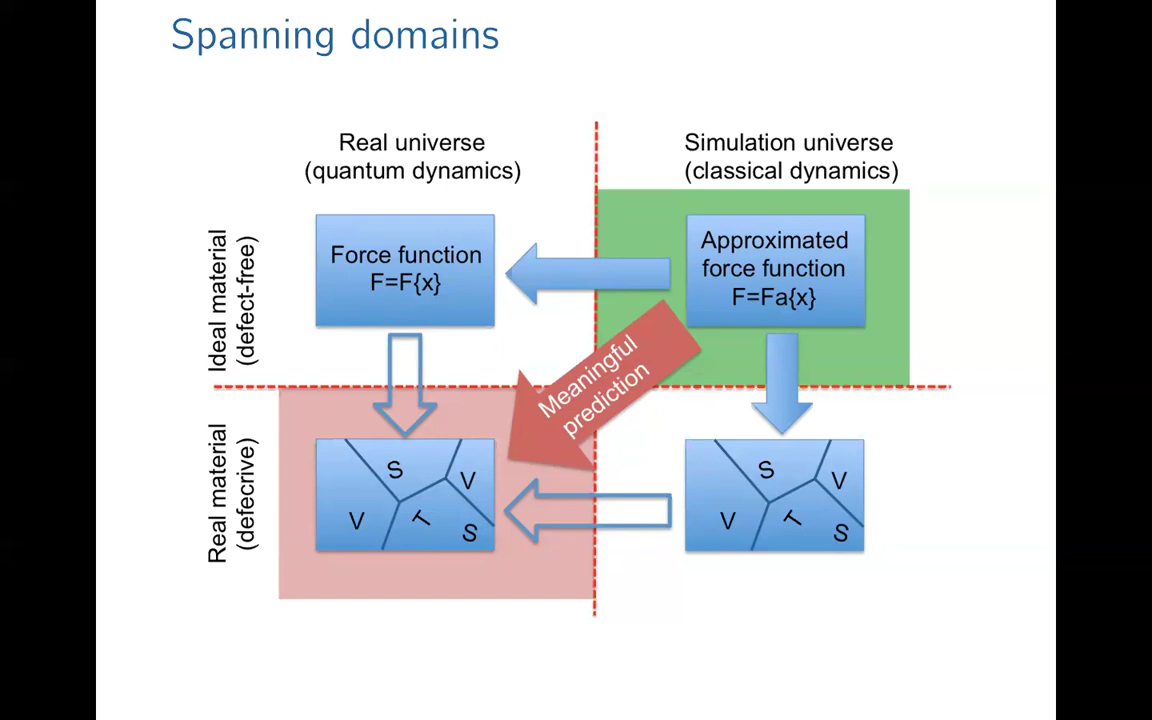 Spanning domains
Real universe
(quantum dynamics)
Simulation universe
(classical dynamics)
Ideal material
(defect-free)
Force function
F=F{x}
Approximated
force function
F=Fa{x}
Meaningful
prediction
Real material
(defecrive)
S
V
V
T
S
S
V
V
T
S